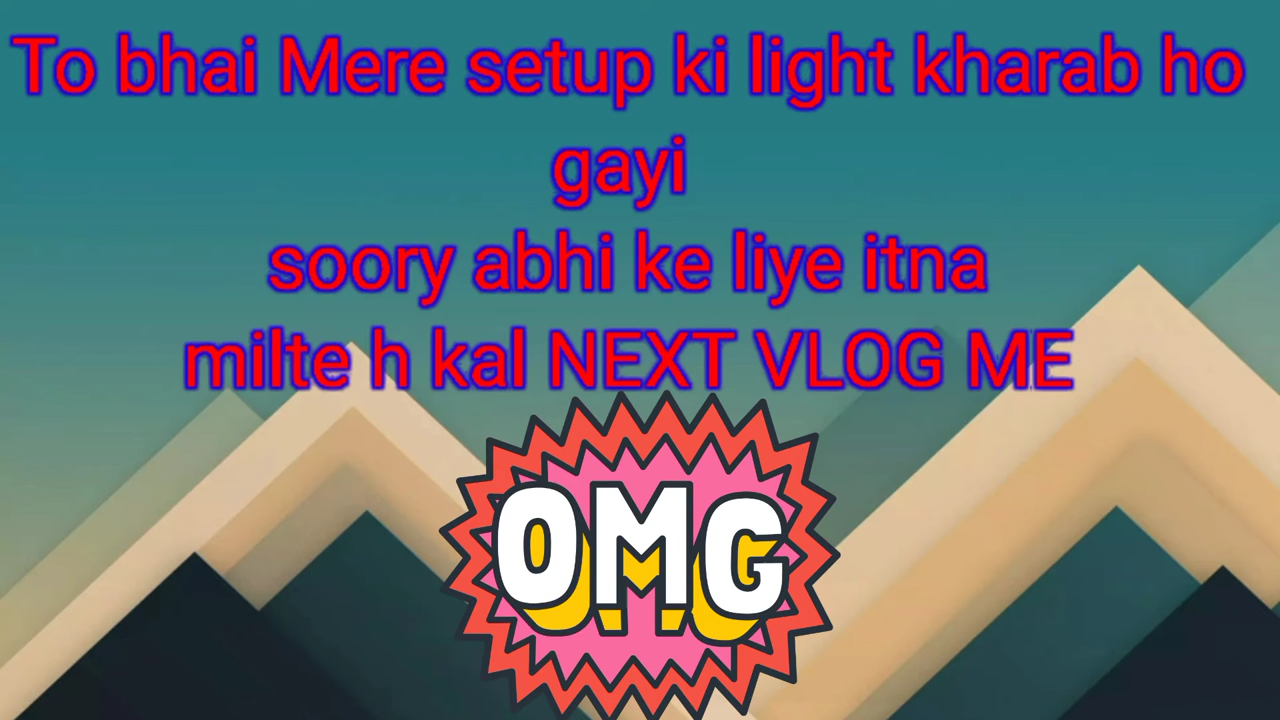 To bhai Mere setup ki light kharab ho
gayi
soory abhi ke liye itna
milte h kal NEXT VLOG ME
OMG